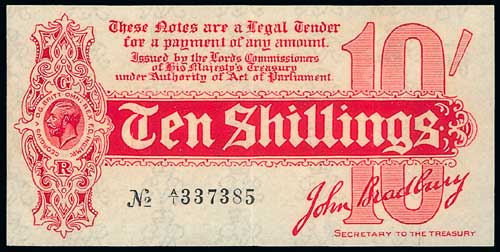 These Notes are a Legal Tender
for a payment of any amount.
Issued by the Lords Commissioners
of His Majesty's Treasury
under Authority of Act of Parliament.
10/-
G
R
Ten Shillings.
№ A/1 337385
John Bradbury
10
SECRETARY TO THE TREASURY